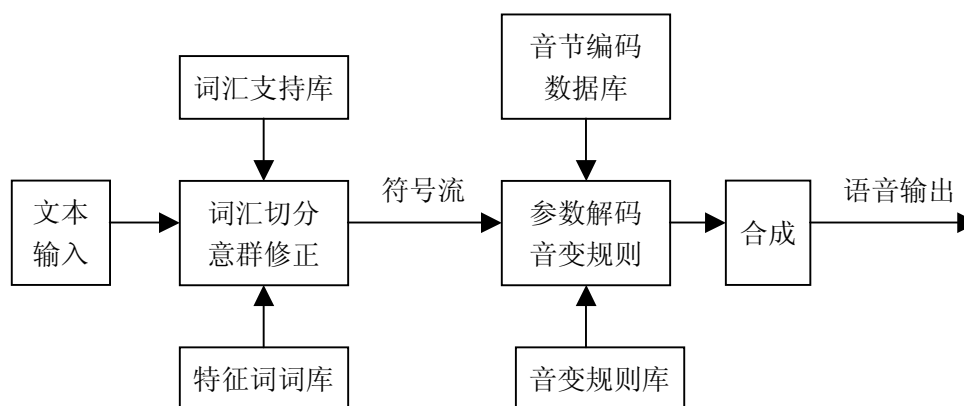 音节编码
数据库
词汇支持库
文本
输入
词汇切分
意群修正
符号流
参数解码
音变规则
合成
语音输出
特征词词库
音变规则库